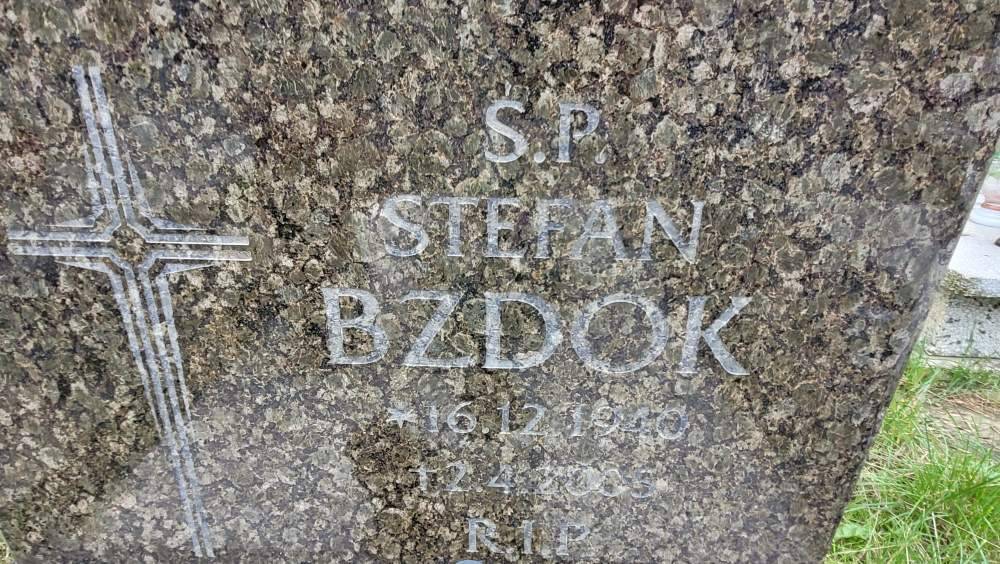 Ś.P.
STEFAN
BZDOK
*16.12.1940
†2.4.2005
R.I.P.